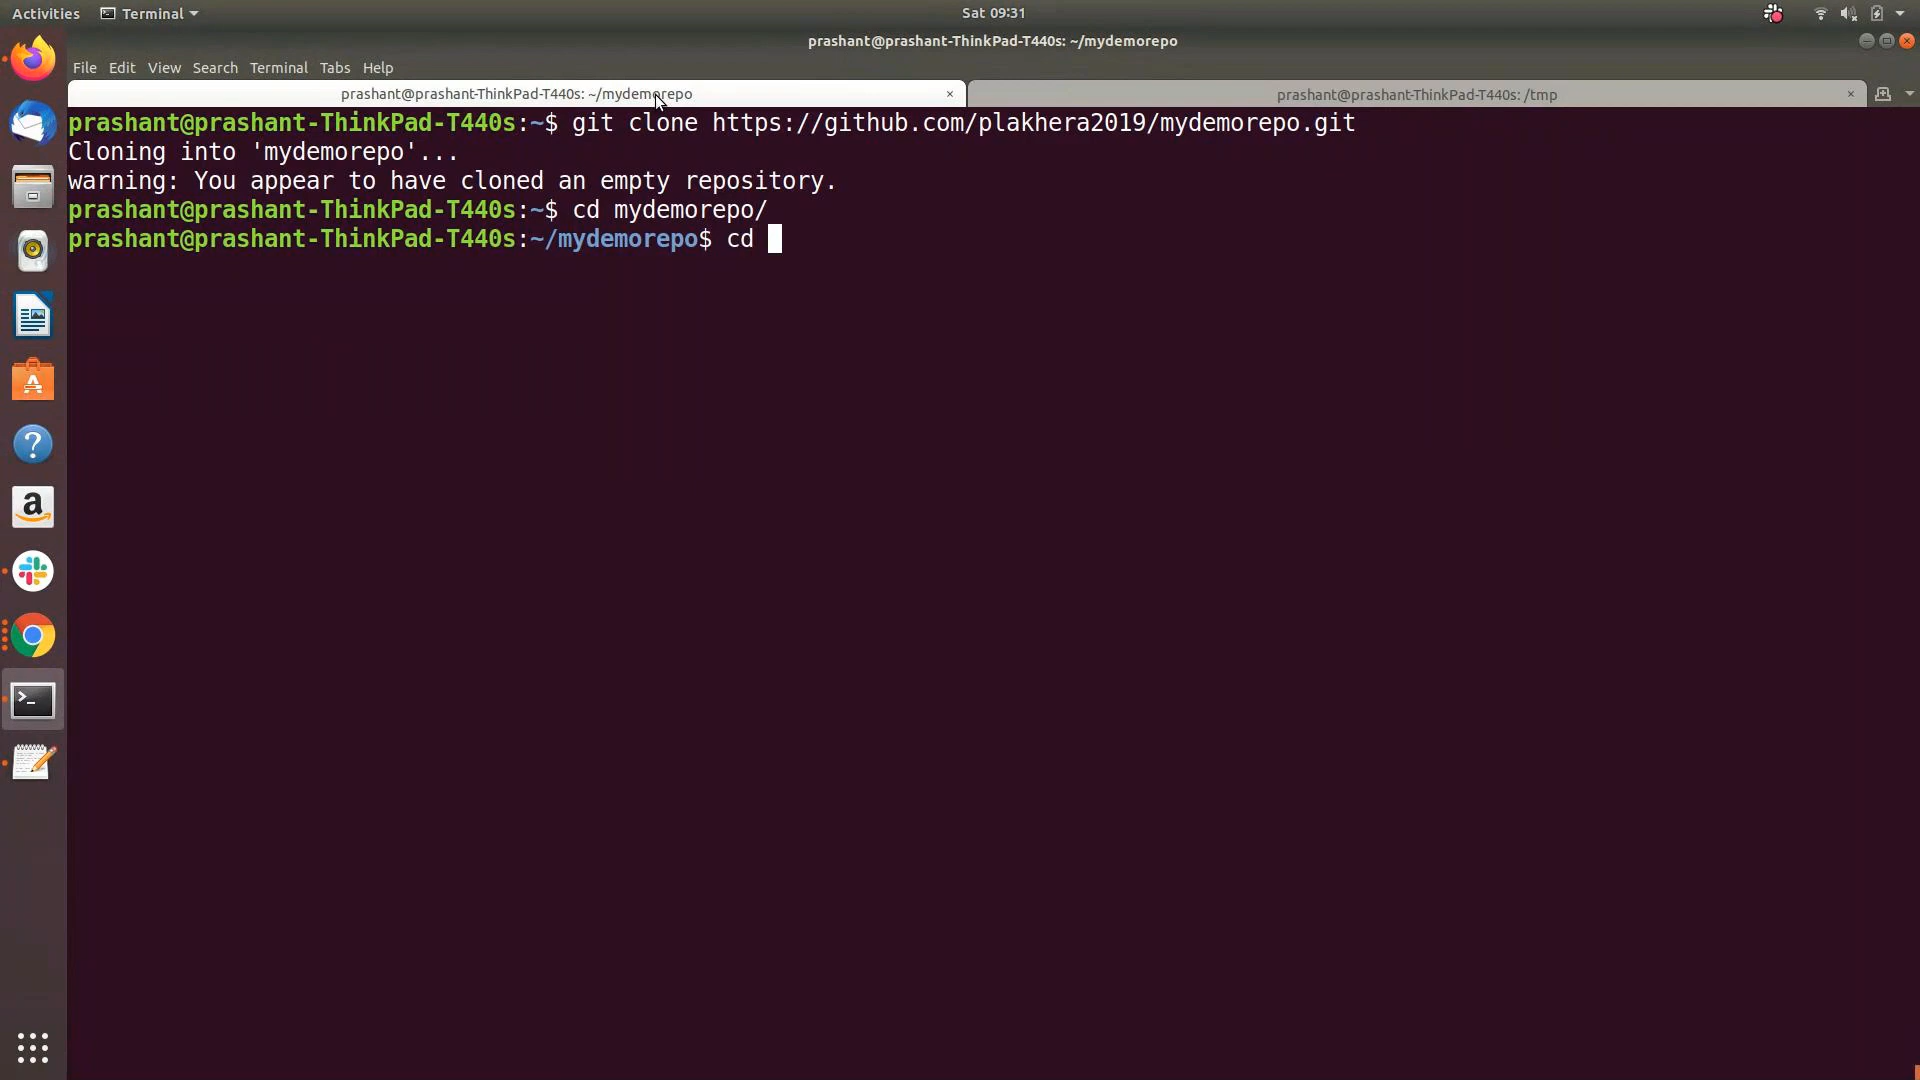 Activities Terminal Sat 09:31
prashant@prashant-ThinkPad-T440s: ~/mydemorepo
File Edit View Search Terminal Tabs Help
prashant@prashant-ThinkPad-T440s: ~/mydemorepo × prashant@prashant-ThinkPad-T440s: /tmp ×
prashant@prashant-ThinkPad-T440s:~$ git clone https://github.com/plakhera2019/mydemorepo.git
Cloning into 'mydemorepo'...
warning: You appear to have cloned an empty repository.
prashant@prashant-ThinkPad-T440s:~$ cd mydemorepo/
prashant@prashant-ThinkPad-T440s:~/mydemorepo$ cd